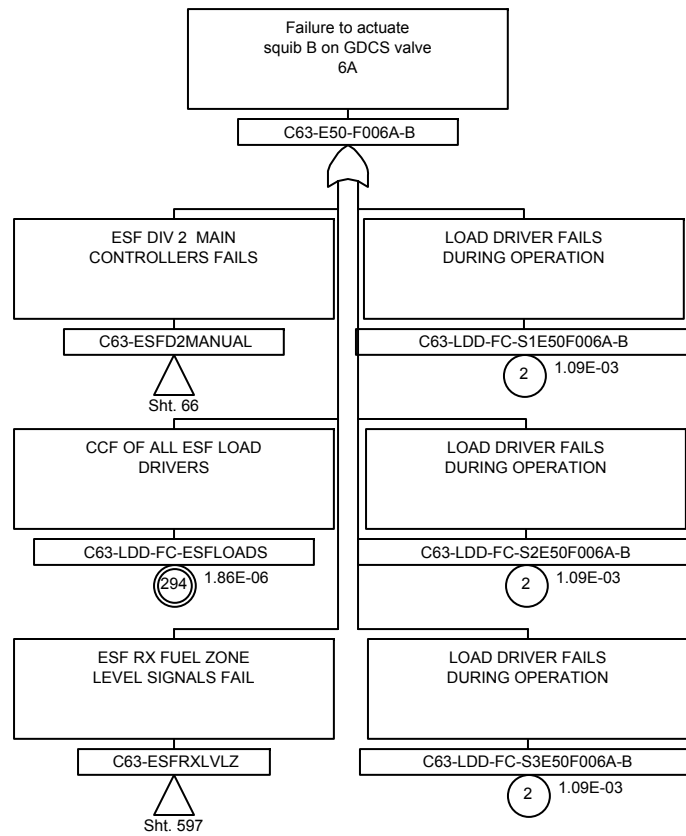 Failure to actuate
squib B on GDCS valve
6A
C63-E50-F006A-B
ESF DIV 2 MAIN
CONTROLLERS FAILS
C63-ESFD2MANUAL
Sht. 66
LOAD DRIVER FAILS
DURING OPERATION
C63-LDD-FC-S1E50F006A-B
2
1.09E-03
CCF OF ALL ESF LOAD
DRIVERS
C63-LDD-FC-ESFLOADS
294
1.86E-06
LOAD DRIVER FAILS
DURING OPERATION
C63-LDD-FC-S2E50F006A-B
2
1.09E-03
ESF RX FUEL ZONE
LEVEL SIGNALS FAIL
C63-ESFRXLVLZ
Sht. 597
LOAD DRIVER FAILS
DURING OPERATION
C63-LDD-FC-S3E50F006A-B
2
1.09E-03